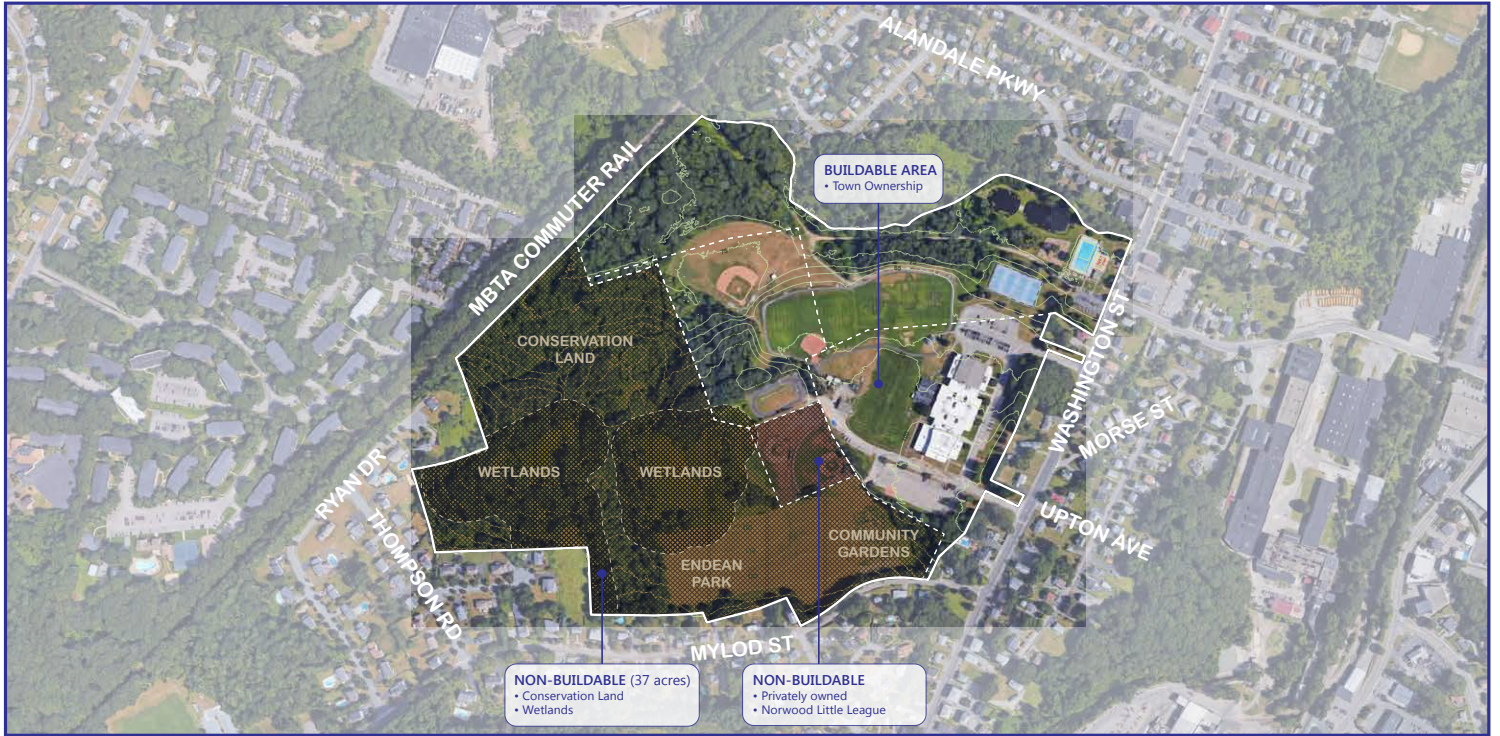 ALANDALE PKWY
MBTA COMMUTER RAIL
BUILDABLE AREA
• Town Ownership
CONSERVATION
LAND
WASHINGTON ST
MORSE ST
WETLANDS
WETLANDS
RYAN DR
THOMPSON RD
UPTON AVE
COMMUNITY
GARDENS
ENDEAN
PARK
MYLOD ST
NON-BUILDABLE (37 acres)
• Conservation Land
• Wetlands
NON-BUILDABLE
• Privately owned
• Norwood Little League